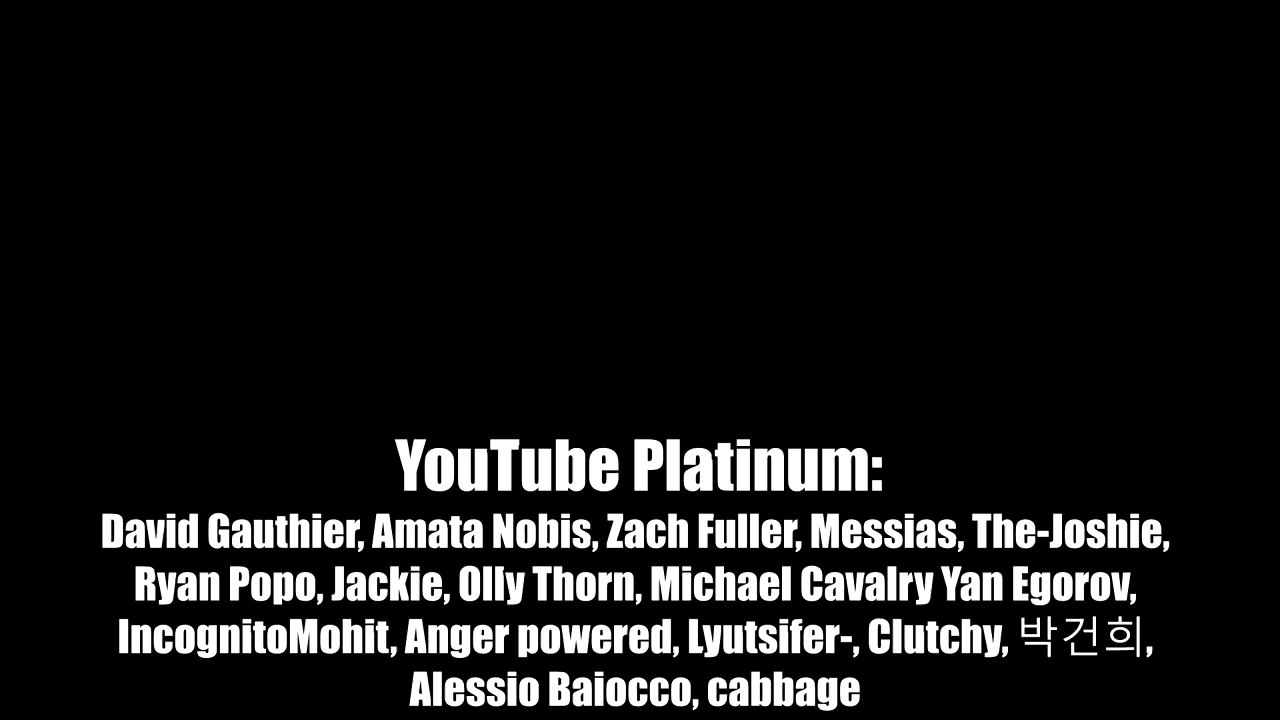 YouTube Platinum:
David Gauthier, Amata Nobis, Zach Fuller, Messias, The-Joshie,
Ryan Popo, Jackie, Olly Thorn, Michael Cavalry Yan Egorov,
IncognitoMohit, Anger powered, Lyutsifer-, Clutchy, 박건희,
Alessio Baiocco, cabbage